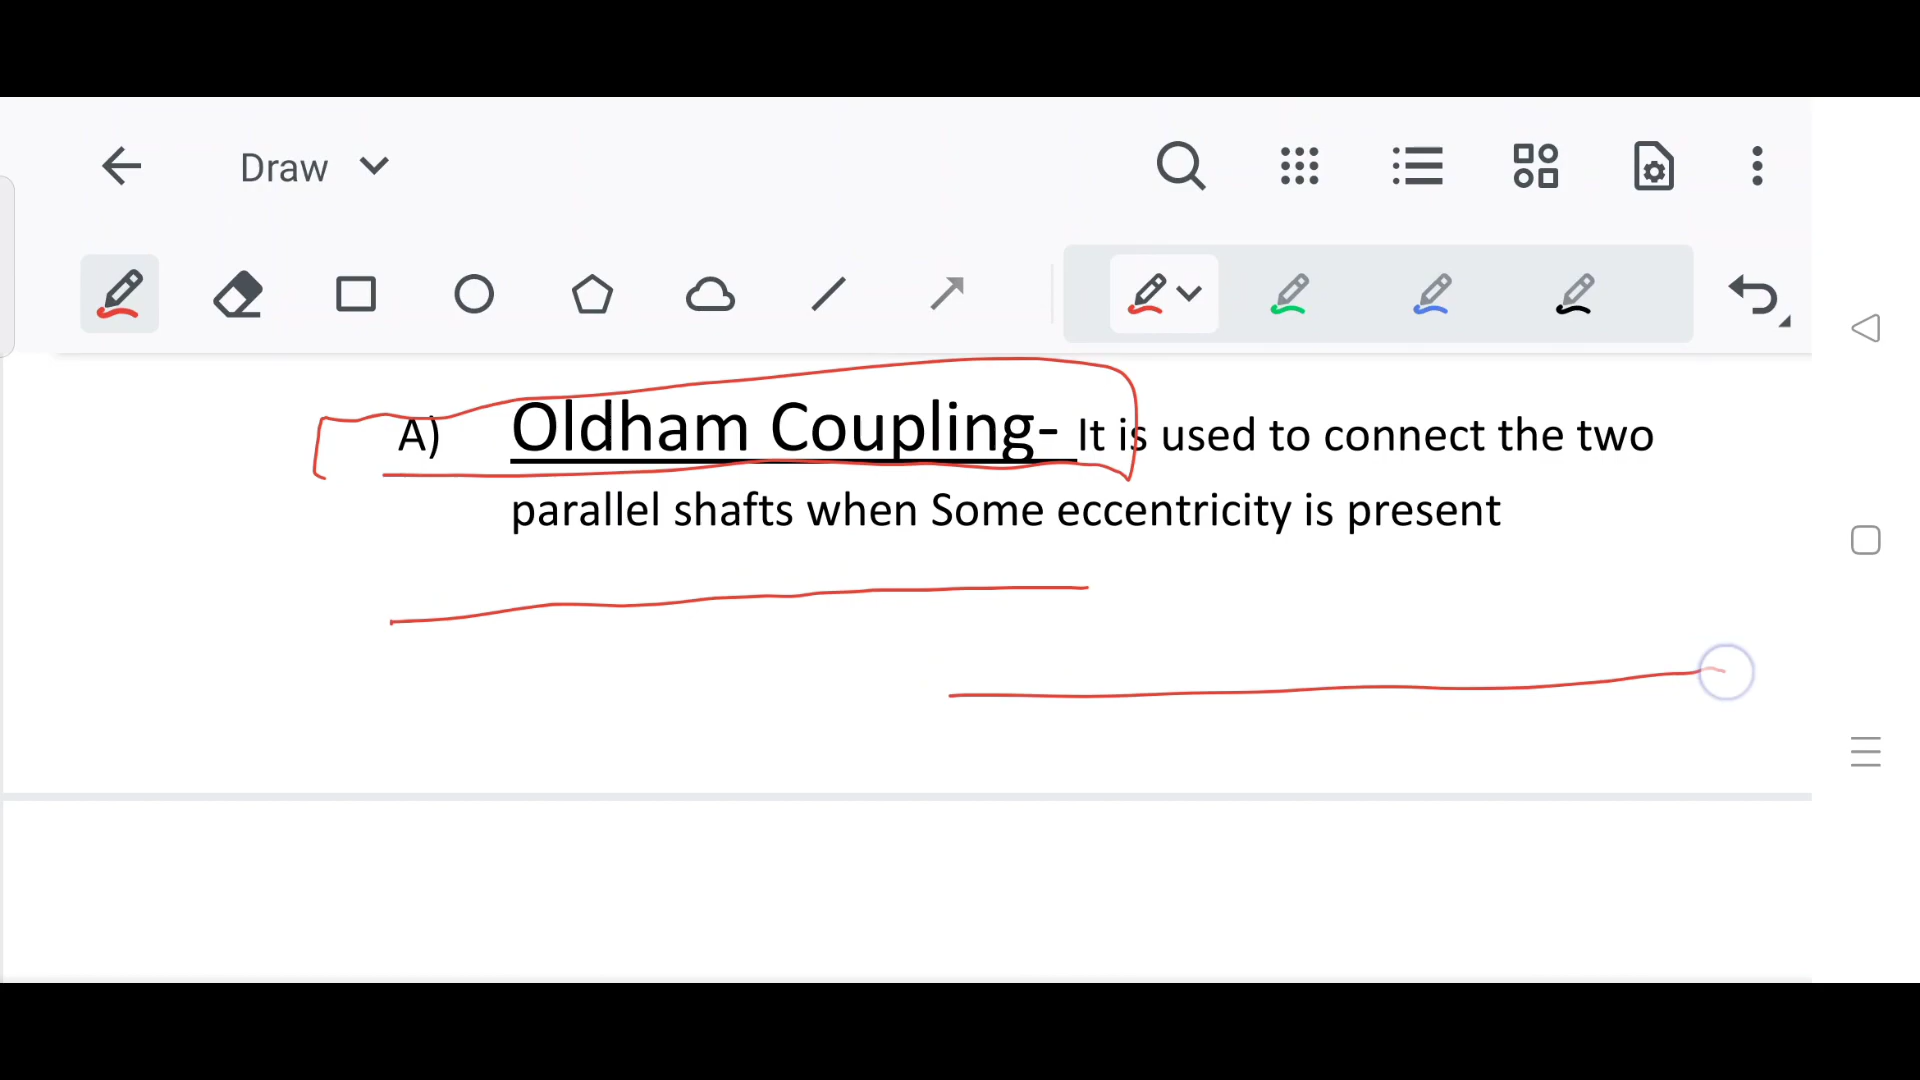 Draw
A) Oldham Coupling- It is used to connect the two
parallel shafts when Some eccentricity is present